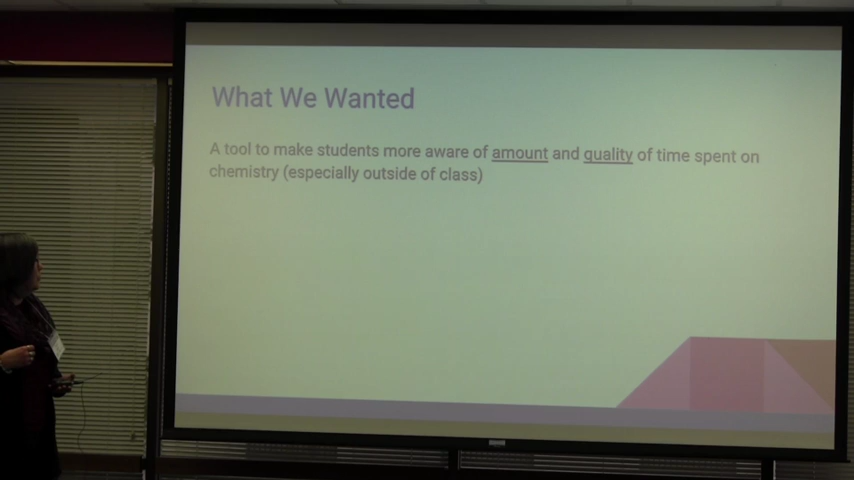 What We Wanted
A tool to make students more aware of amount and quality of time spent on
chemistry (especially outside of class)